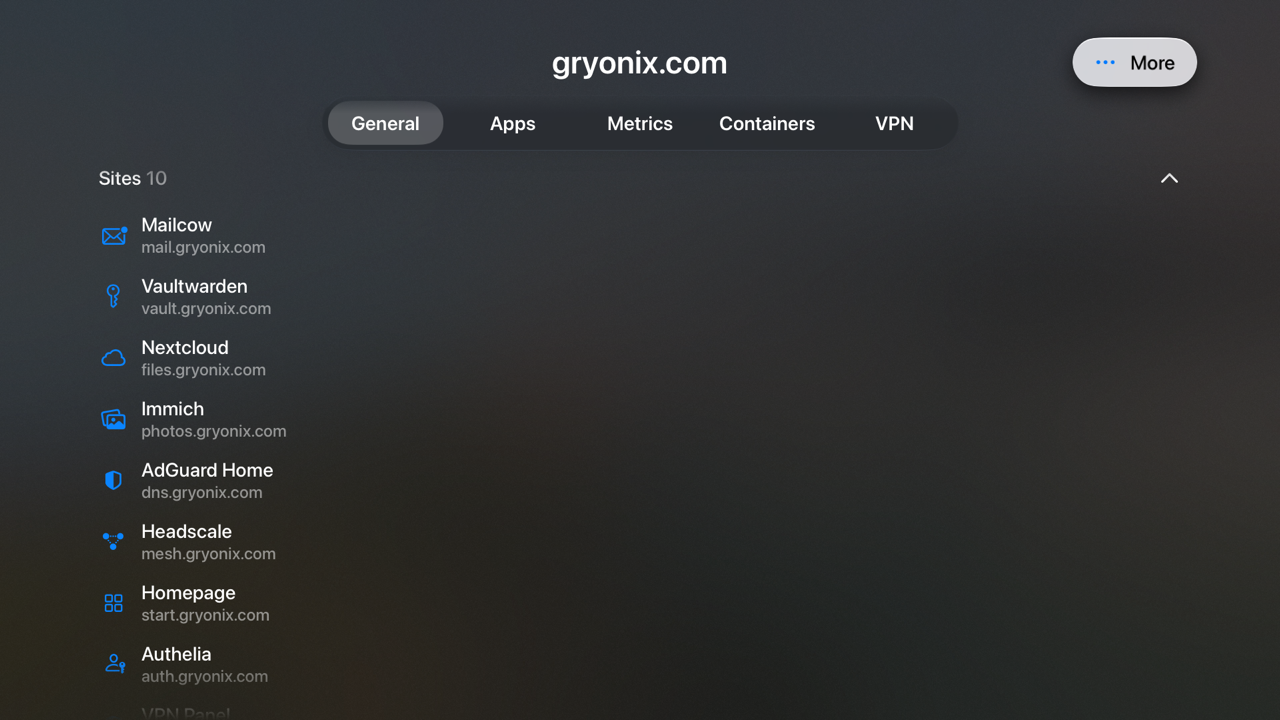 gryonix.com
More
General
Apps
Metrics
Containers
VPN
Sites 10
Mailcow
mail.gryonix.com
Vaultwarden
vault.gryonix.com
Nextcloud
files.gryonix.com
Immich
photos.gryonix.com
AdGuard Home
dns.gryonix.com
Headscale
mesh.gryonix.com
Homepage
start.gryonix.com
Authelia
auth.gryonix.com
VPN Panel